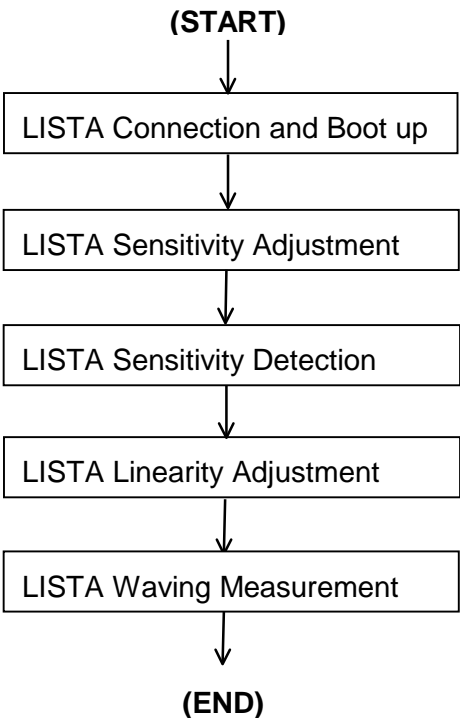 (START)
LISTA Connection and Boot up
LISTA Sensitivity Adjustment
LISTA Sensitivity Detection
LISTA Linearity Adjustment
LISTA Waving Measurement
(END)